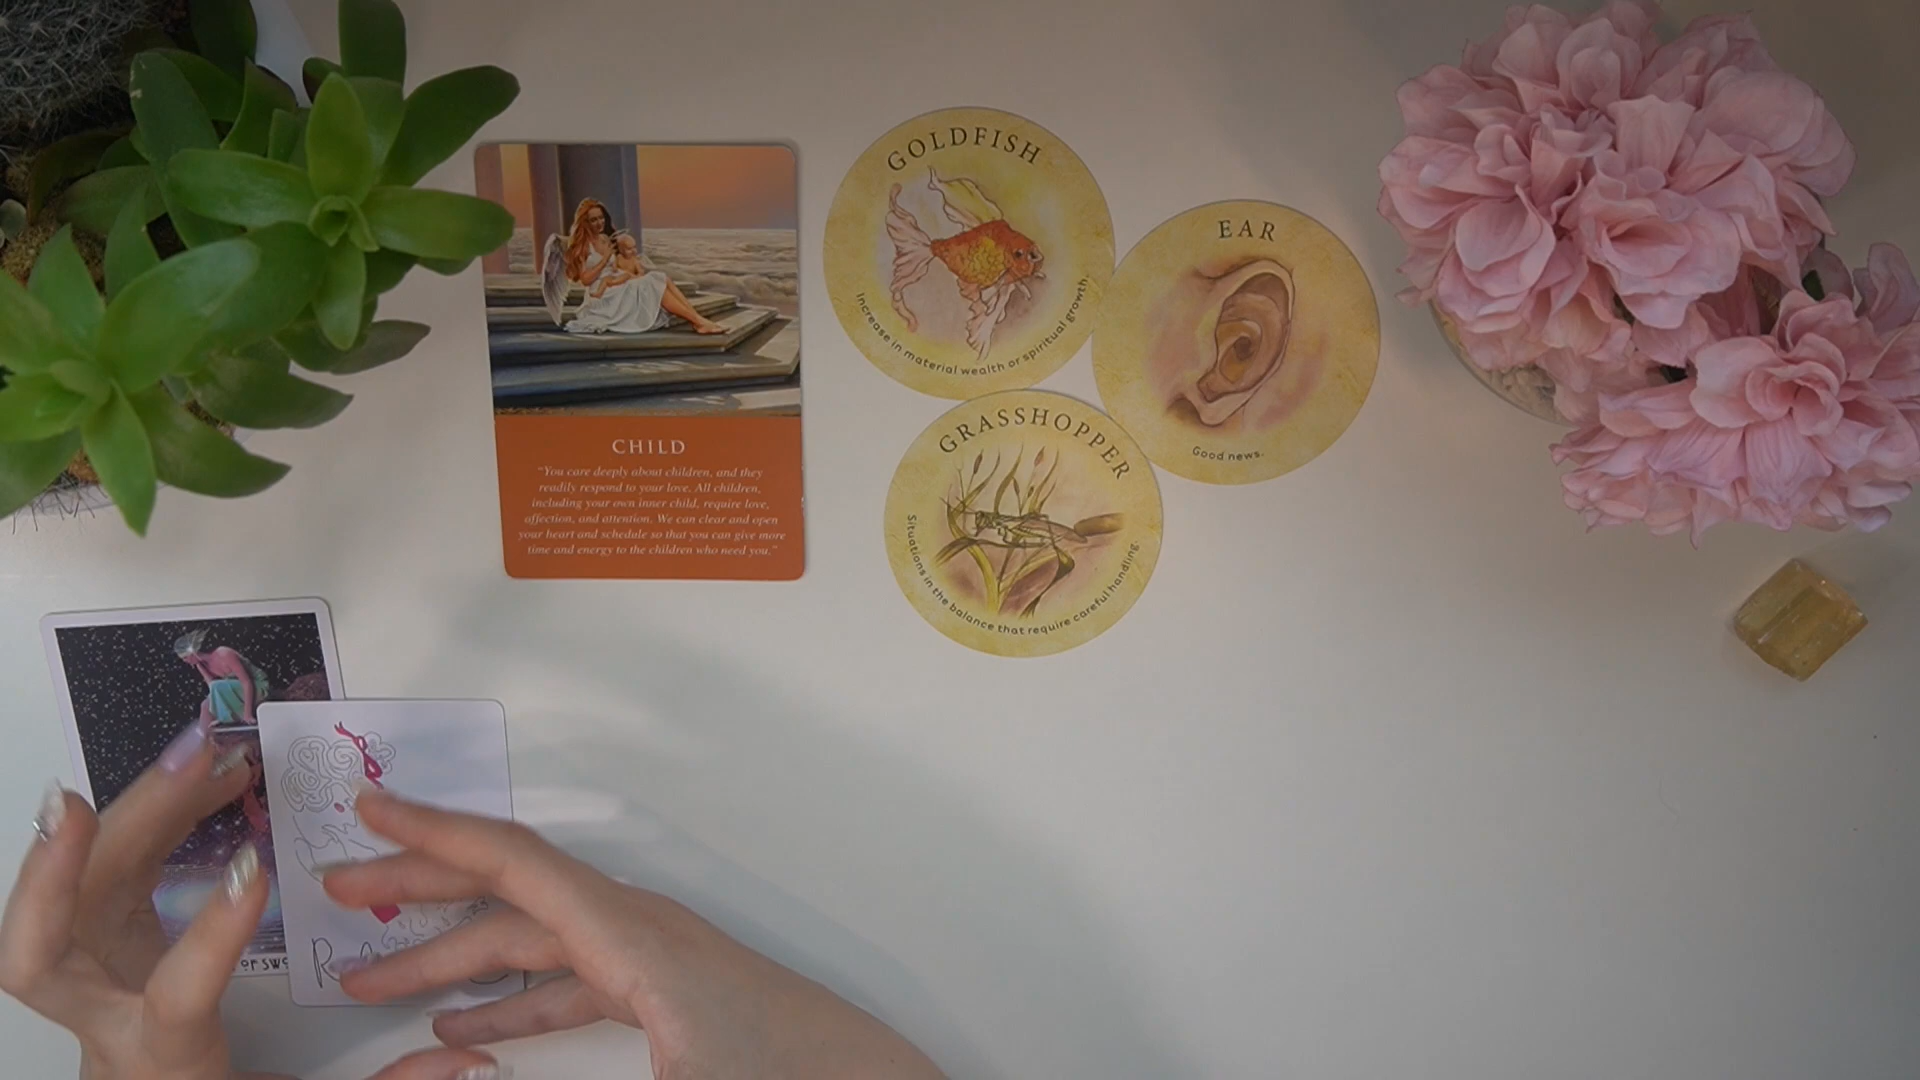 CHILD
"You care deeply about children, and they
readily respond to your love. All children,
including your own inner child, require love,
affection, and attention. We can clear and open
your heart and schedule so that you can give more
time and energy to the children who need you."
GOLDFISH
Increase in material wealth or spiritual growth
EAR
Good news.
GRASSHOPPER
Situations in the balance that require careful handling.
OF SWO